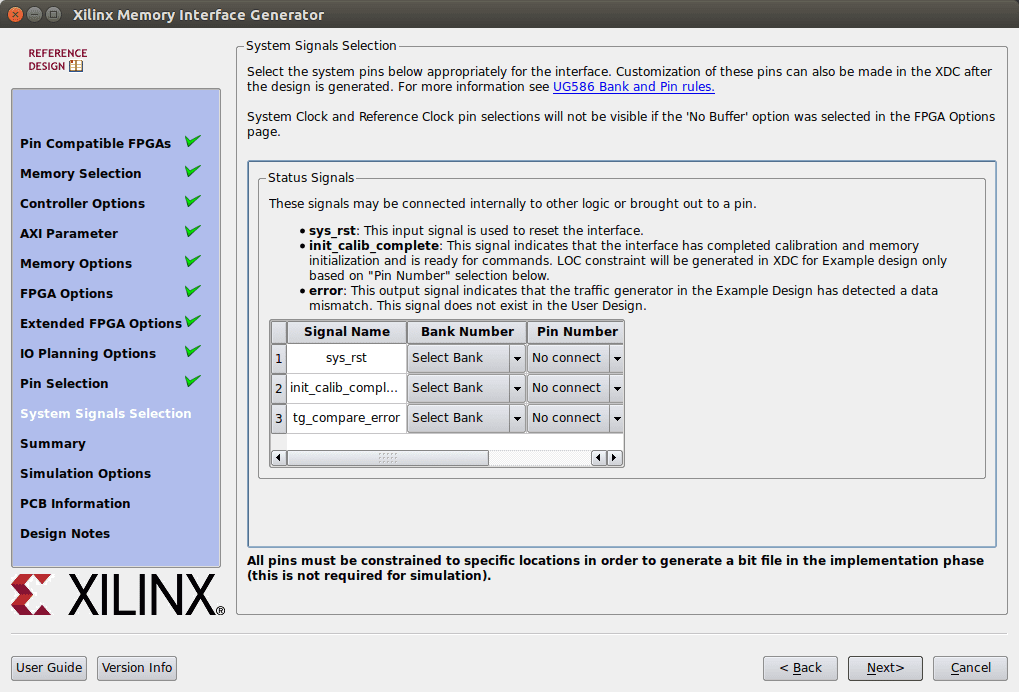 Xilinx Memory Interface Generator
REFERENCE
DESIGN
Pin Compatible FPGAs
Memory Selection
Controller Options
AXI Parameter
Memory Options
FPGA Options
Extended FPGA Options
IO Planning Options
Pin Selection
System Signals Selection
Summary
Simulation Options
PCB Information
Design Notes
XILINX®
System Signals Selection
Select the system pins below appropriately for the interface. Customization of these pins can also be made in the XDC after
the design is generated. For more information see UG586 Bank and Pin rules.
System Clock and Reference Clock pin selections will not be visible if the 'No Buffer' option was selected in the FPGA Options
page.
Status Signals
These signals may be connected internally to other logic or brought out to a pin.
• sys_rst: This input signal is used to reset the interface.
• init_calib_complete: This signal indicates that the interface has completed calibration and memory
initialization and is ready for commands. LOC constraint will be generated in XDC for Example design only
based on "Pin Number" selection below.
• error: This output signal indicates that the traffic generator in the Example Design has detected a data
mismatch. This signal does not exist in the User Design.
Signal Name Bank Number Pin Number
1 sys_rst Select Bank No connect
2 init_calib_compl... Select Bank No connect
3 tg_compare_error Select Bank No connect
All pins must be constrained to specific locations in order to generate a bit file in the implementation phase
(this is not required for simulation).
User Guide Version Info < Back Next> Cancel